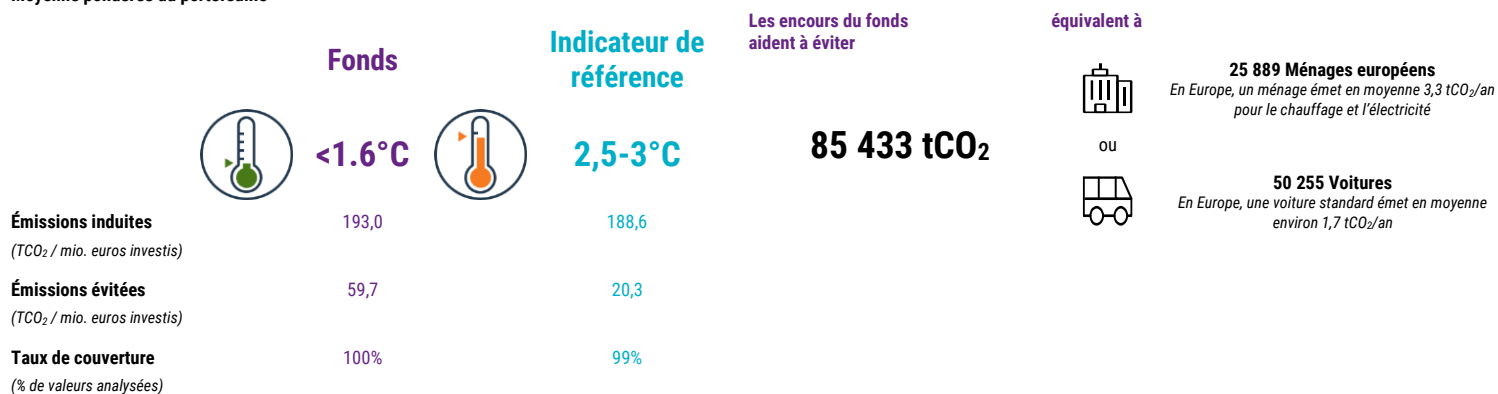 Moyenne pondérée du portefeuille
Fonds
Indicateur de
référence
<1.6°C
2,5-3°C
Émissions induites
193,0
188,6
(TCO₂ / mio. euros investis)
Émissions évitées
59,7
20,3
(TCO₂ / mio. euros investis)
Taux de couverture
100%
99%
(% de valeurs analysées)
Les encours du fonds
aident à éviter
85 433 tCO₂
équivalent à
25 889 Ménages européens
En Europe, un ménage émet en moyenne 3,3 tCO₂/an
pour le chauffage et l'électricité
ou
50 255 Voitures
En Europe, une voiture standard émet en moyenne
environ 1,7 tCO₂/an